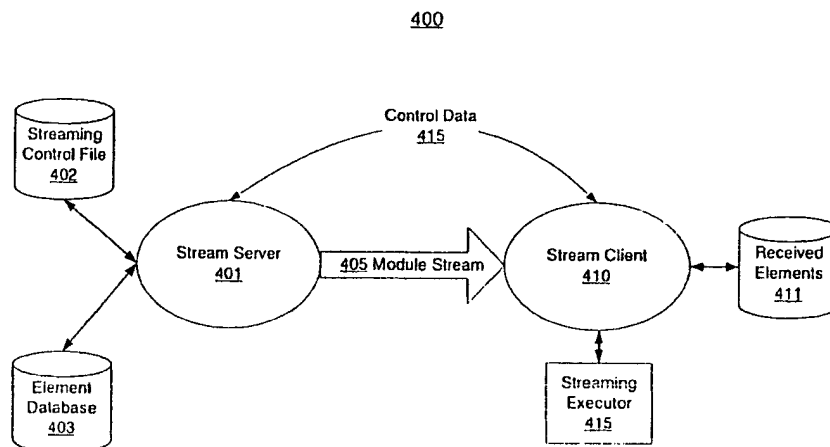 400
Streaming
Control File
402
Control Data
415
Stream Server
401
405 Module Stream
Stream Client
410
Received
Elements
411
Element
Database
403
Streaming
Executor
415